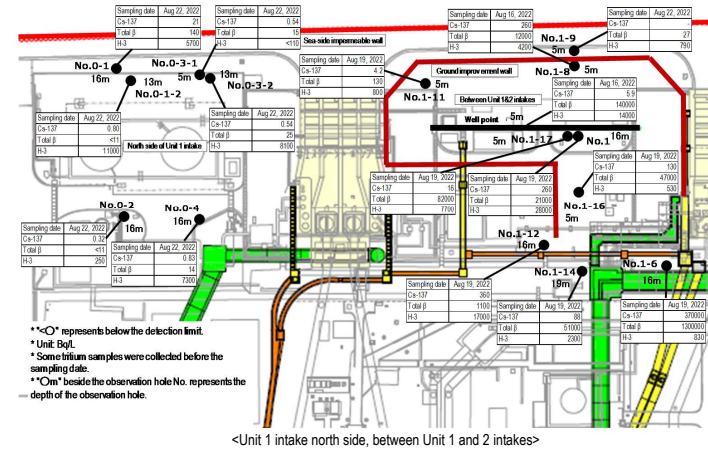 Sampling date Aug 22, 2022
Cs-137 21
Total β 140
H-3 5700
Sampling date Aug 22, 2022
Cs-137 0.54
Total β 15
H-3 <110
Sea-side impermeable wall
Sampling date Aug 16, 2022
Cs-137 260
Total β 12000
H-3 4200
Sampling date Aug 22, 2022
Cs-137
Total β 27
H-3 790
No.0-1
16m
No.0-3-1
5m
13m
No.0-3-2
13m
No.0-1-2
Sampling date Aug 19, 2022
Cs-137 4.2
Total β 130
H-3 800
5m
No.1-11
Ground improvement wall
No.1-9
5m
No.1-8
5m
Between Unit 1&2 intakes
Sampling date Aug 16, 2022
Cs-137 5.9
Total β 140000
H-3 14000
Sampling date Aug 22, 2022
Cs-137 0.80
Total β <11
H-3 11000
North side of Unit 1 intake
Sampling date Aug 22, 2022
Cs-137 0.54
Total β 25
H-3 8100
Well point
5m
5m
No.1-17
No.1
16m
Sampling date Aug 19, 2022
Cs-137 16
Total β 82000
H-3 7700
Sampling date Aug 19, 2022
Cs-137 260
Total β 21000
H-3 28000
Sampling date Aug 19, 2022
Cs-137 130
Total β 47000
H-3 530
No.1-16
5m
No.0-2
16m
No.0-4
16m
Sampling date Aug 22, 2022
Cs-137 0.32
Total β <11
H-3 250
Sampling date Aug 22, 2022
Cs-137 0.83
Total β 14
H-3 7300
No.1-12
16m
No.1-14
19m
No.1-6
16m
Sampling date Aug 19, 2022
Cs-137 360
Total β 1100
H-3 17000
Sampling date Aug 19, 2022
Cs-137 88
Total β 51000
H-3 2300
Sampling date Aug 19, 2022
Cs-137 370000
Total β 1300000
H-3 830
* "<○" represents below the detection limit.
* Unit: Bq/L
* Some tritium samples were collected before the
sampling date.
* "○m" beside the observation hole No. represents the
depth of the observation hole.
<Unit 1 intake north side, between Unit 1 and 2 intakes>